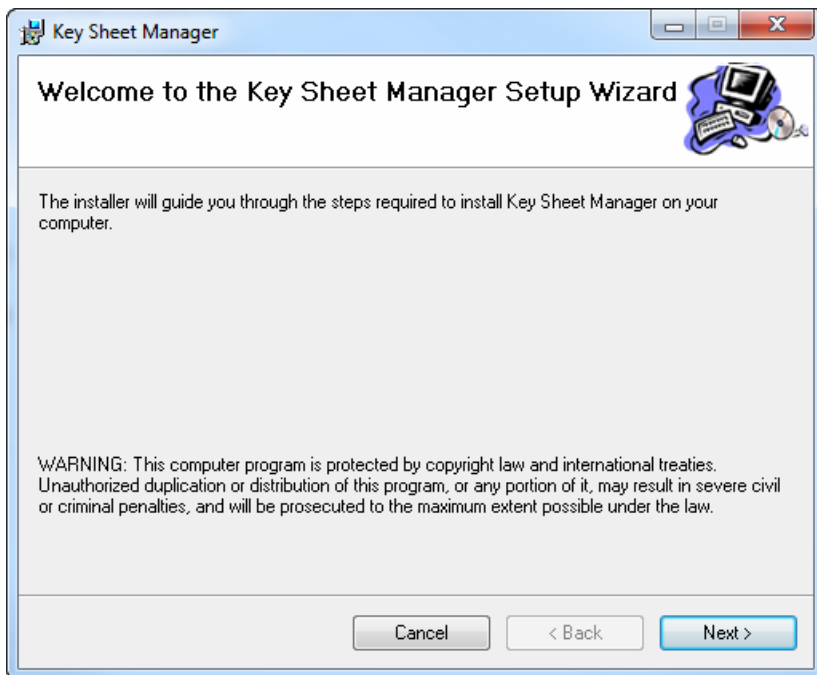 Key Sheet Manager
Welcome to the Key Sheet Manager Setup Wizard
The installer will guide you through the steps required to install Key Sheet Manager on your
computer.
WARNING: This computer program is protected by copyright law and international treaties.
Unauthorized duplication or distribution of this program, or any portion of it, may result in severe civil
or criminal penalties, and will be prosecuted to the maximum extent possible under the law.
Cancel < Back Next >